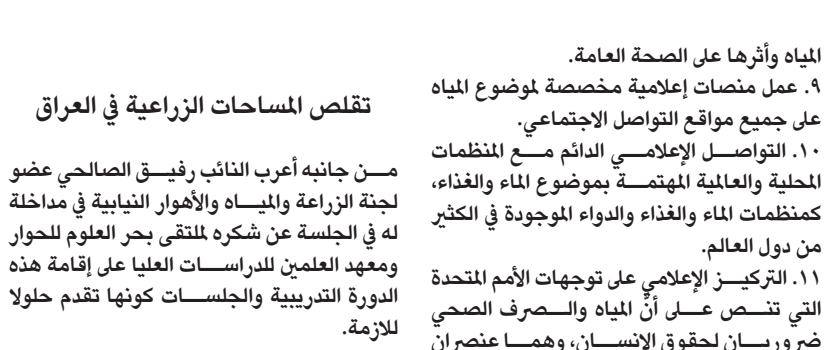 المياه وأثرها على الصحة العامة.
٩. عمل منصات إعلامية مخصصة لموضوع المياه
على جميع مواقع التواصل الاجتماعي.
١٠. التواصل الإعلامي الدائم مع المنظمات
المحلية والعالمية المهتمة بموضوع الماء والغذاء،
كمنظمات الماء والغذاء والدواء الموجودة في الكثير
من دول العالم.
١١. التركيز الإعلامي على توجهات الأمم المتحدة
التي تنص على أنَّ المياه والصرف الصحي
ضروريان لحقوق الإنسان، وهما عنصران
تقلص المساحات الزراعية في العراق
من جانبه أعرب النائب رفيق الصالحي عضو
لجنة الزراعة والمياه والأهوار النيابية في مداخلة
له في الجلسة عن شكره لملتقى بحر العلوم للحوار
ومعهد العلمين للدراسات العليا على إقامة هذه
الدورة التدريبية والجلسات كونها تقدم حلولا
للازمة.